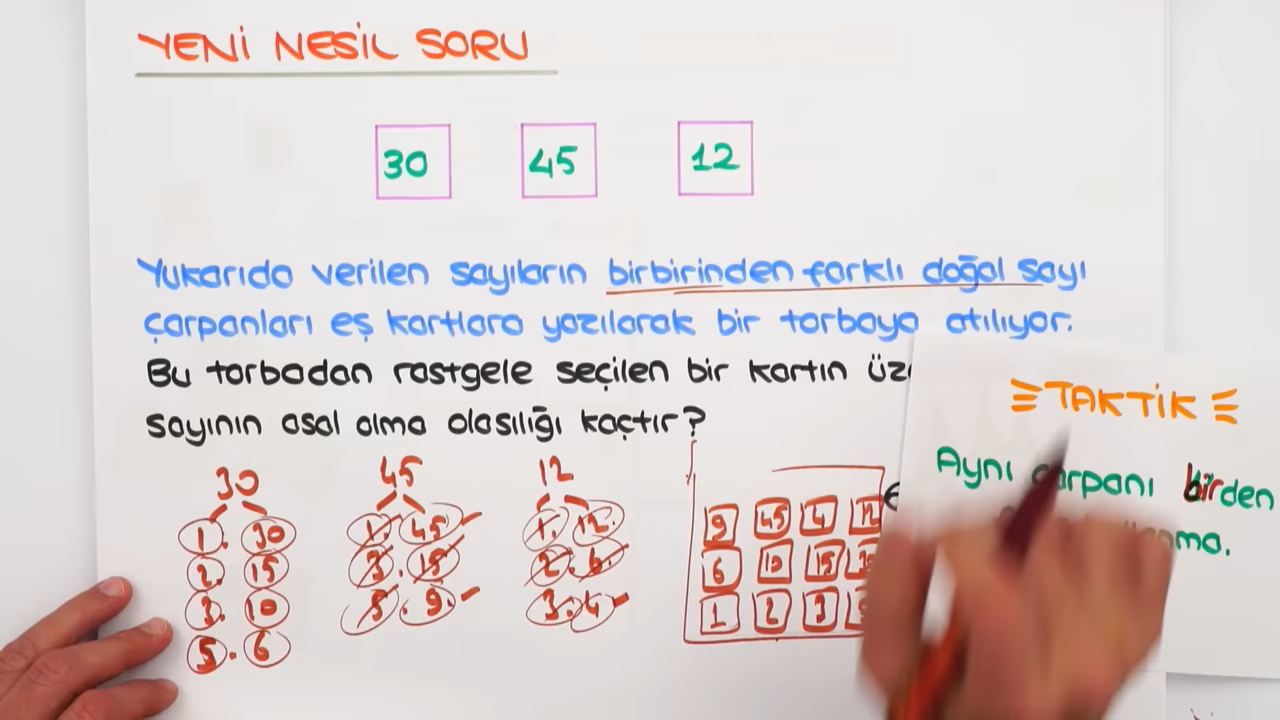 YENİ NESİL SORU
30 45 12
Yukarıda verilen sayıların birbirinden farklı doğal sayı
çarpanları eş kartlara yazılarak bir torbaya atılıyor.
Bu torbadan rastgele seçilen bir kartın
sayının asal olma olasılığı kaçtır?
TAKTİK
Aynı çarpanı birden
30 45 12
1. 30 1. 45 1. 12. 9 45 4 12
2. 15 3. 15 2. 6. 6 10 15
3. 10 5. 9. 3. 4 1 2 3
5. 6